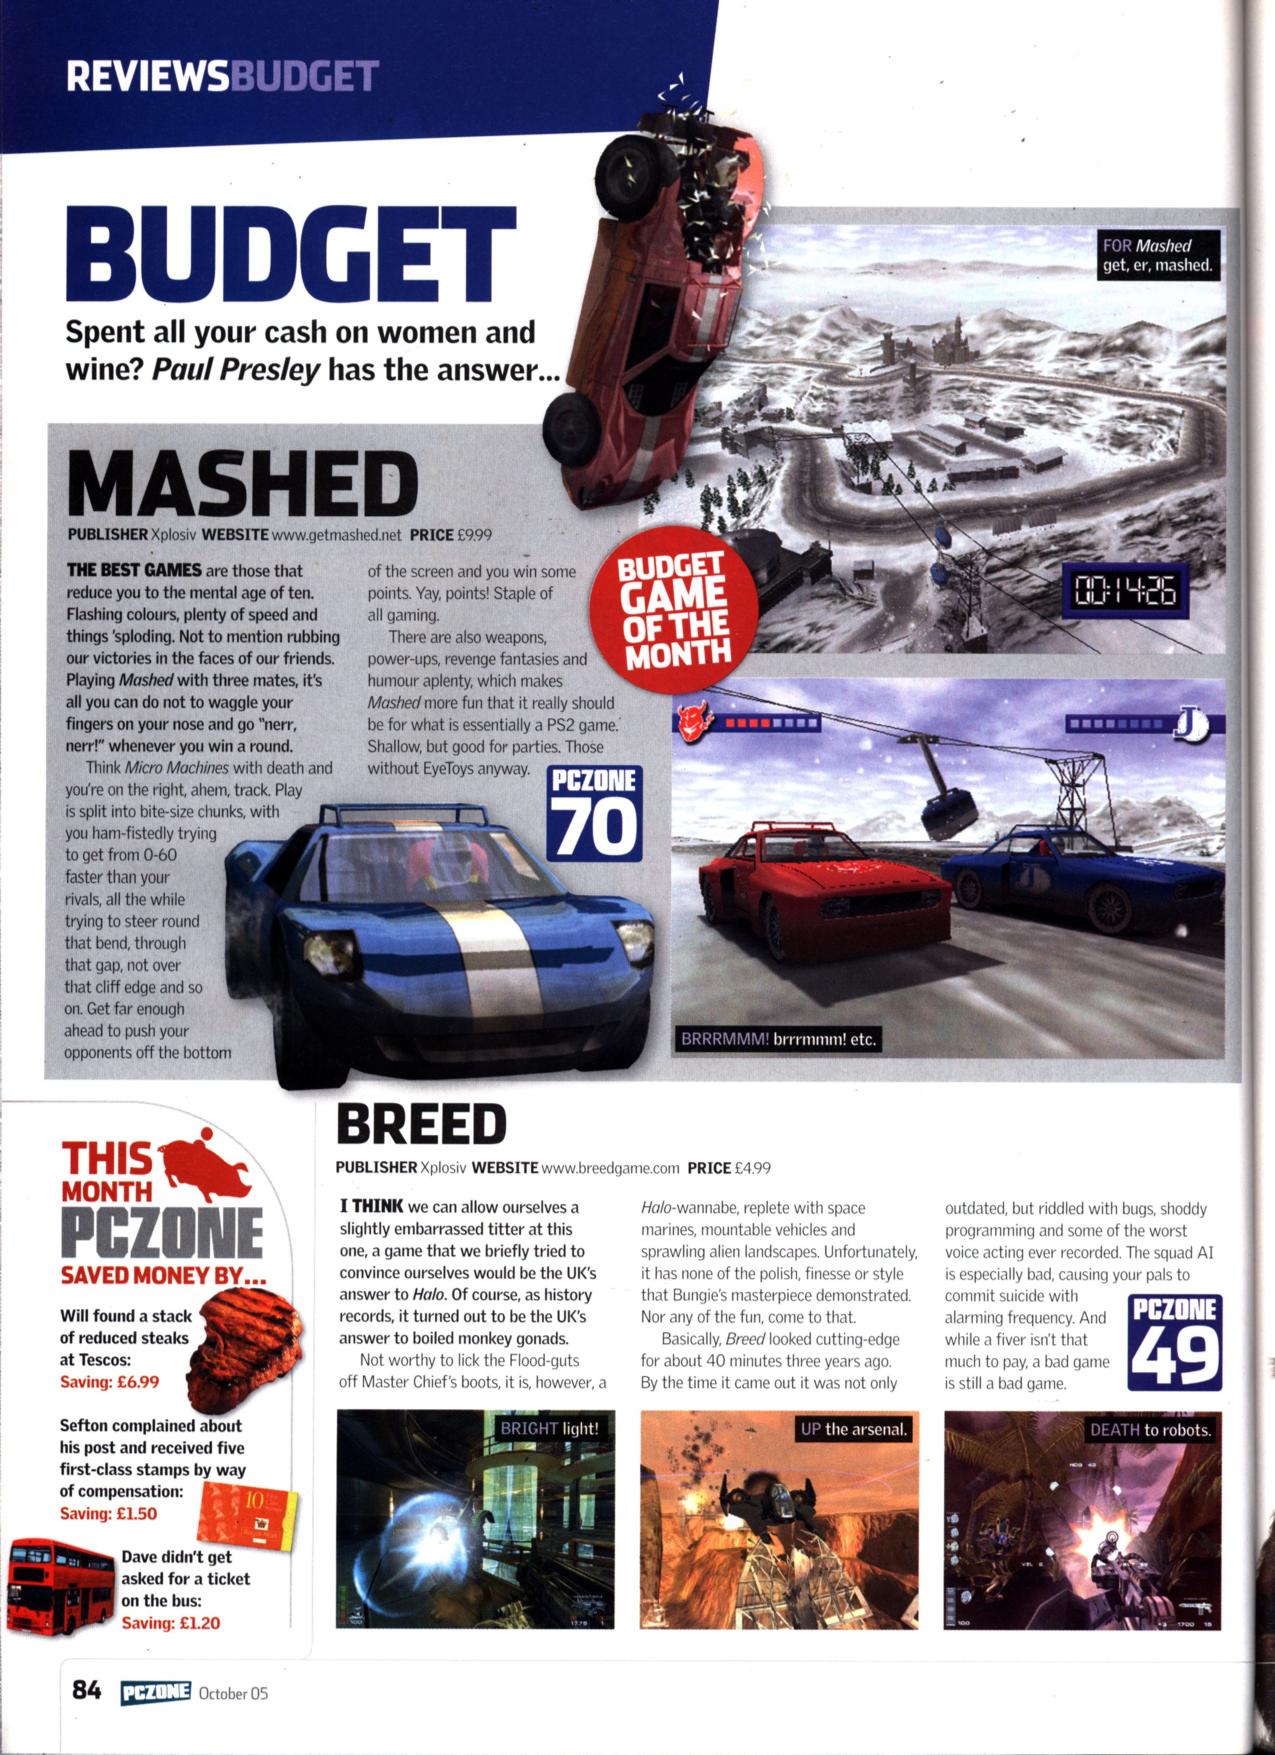 REVIEWSBUDGET
BUDGET
Spent all your cash on women and
wine? Paul Presley has the answer...
FOR Mashed
get, er, mashed.
00:14:26
MASHED
PUBLISHER Xplosiv WEBSITE www.getmashed.net PRICE £9.99
THE BEST GAMES are those that
reduce you to the mental age of ten.
Flashing colours, plenty of speed and
things 'sploding. Not to mention rubbing
our victories in the faces of our friends.
Playing Mashed with three mates, it's
all you can do not to waggle your
fingers on your nose and go "nerr,
nerr!" whenever you win a round.
Think Micro Machines with death and
you're on the right, ahem, track. Play
is split into bite-size chunks, with
you ham-fistedly trying
to get from 0-60
faster than your
rivals, all the while
trying to steer round
that bend, through
that gap, not over
that cliff edge and so
on. Get far enough
ahead to push your
opponents off the bottom
of the screen and you win some
points. Yay, points! Staple of
all gaming.
There are also weapons,
power-ups, revenge fantasies and
humour aplenty, which makes
Mashed more fun that it really should
be for what is essentially a PS2 game.
Shallow, but good for parties. Those
without EyeToys anyway.
PCZONE
70
BUDGET
GAME
OF THE
MONTH
J
BRRRMMM! brrrmmm! etc.
THIS
MONTH
PCZONE
SAVED MONEY BY...
Will found a stack
of reduced steaks
at Tescos:
Saving: £6.99
Sefton complained about
his post and received five
first-class stamps by way
of compensation:
Saving: £1.50
10
Dave didn't get
asked for a ticket
on the bus:
Saving: £1.20
BREED
PUBLISHER Xplosiv WEBSITE www.breedgame.com PRICE £4.99
I THINK we can allow ourselves a
slightly embarrassed titter at this
one, a game that we briefly tried to
convince ourselves would be the UK's
answer to Halo. Of course, as history
records, it turned out to be the UK's
answer to boiled monkey gonads.
Not worthy to lick the Flood-guts
off Master Chief's boots, it is, however, a
Halo-wannabe, replete with space
marines, mountable vehicles and
sprawling alien landscapes. Unfortunately,
it has none of the polish, finesse or style
that Bungie's masterpiece demonstrated.
Nor any of the fun, come to that.
Basically, Breed looked cutting-edge
for about 40 minutes three years ago.
By the time it came out it was not only
outdated, but riddled with bugs, shoddy
programming and some of the worst
voice acting ever recorded. The squad AI
is especially bad, causing your pals to
commit suicide with
alarming frequency. And
while a fiver isn't that
much to pay, a bad game
is still a bad game.
PCZONE
49
BRIGHT light!
UP the arsenal.
DEATH to robots.
84 PCZONE October 05